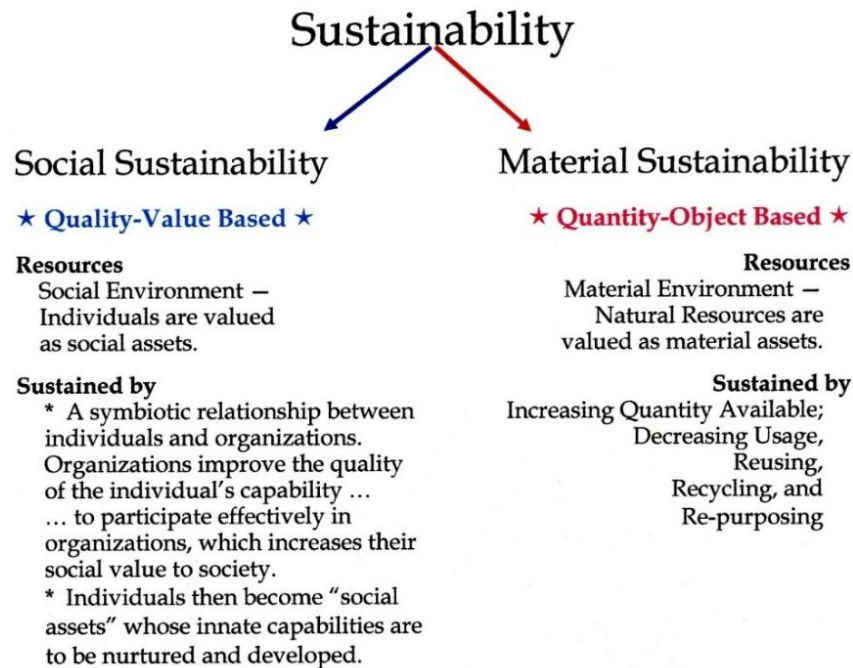 Sustainability
Social Sustainability
★ Quality-Value Based ★
Resources
Social Environment —
Individuals are valued
as social assets.
Sustained by
* A symbiotic relationship between
individuals and organizations.
Organizations improve the quality
of the individual's capability ...
... to participate effectively in
organizations, which increases their
social value to society.
* Individuals then become “social
assets” whose innate capabilities are
to be nurtured and developed.
Material Sustainability
★ Quantity-Object Based ★
Resources
Material Environment —
Natural Resources are
valued as material assets.
Sustained by
Increasing Quantity Available;
Decreasing Usage,
Reusing,
Recycling, and
Re-purposing